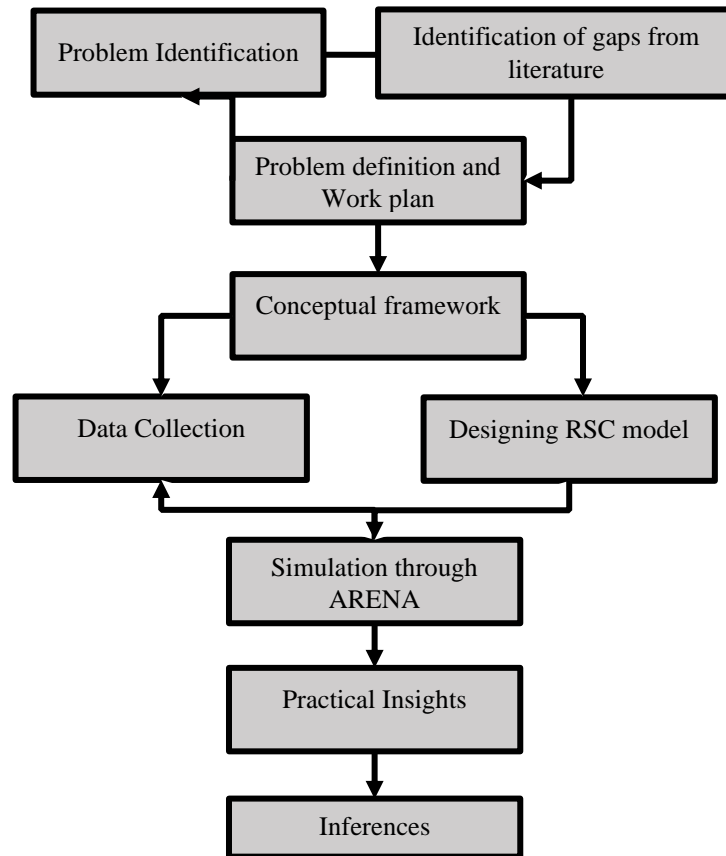 Problem Identification
Identification of gaps from
literature
Problem definition and
Work plan
Conceptual framework
Data Collection
Designing RSC model
Simulation through
ARENA
Practical Insights
Inferences